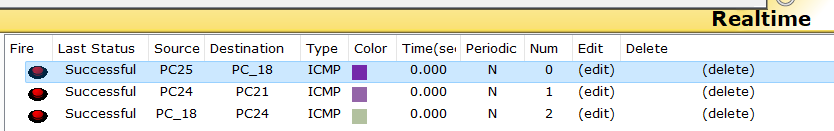 Realtime
Fire Last Status Source Destination Type Color Time(sec Periodic Num Edit Delete
Successful PC25 PC_18 ICMP 0.000 N 0 (edit) (delete)
Successful PC24 PC21 ICMP 0.000 N 1 (edit) (delete)
Successful PC_18 PC24 ICMP 0.000 N 2 (edit) (delete)